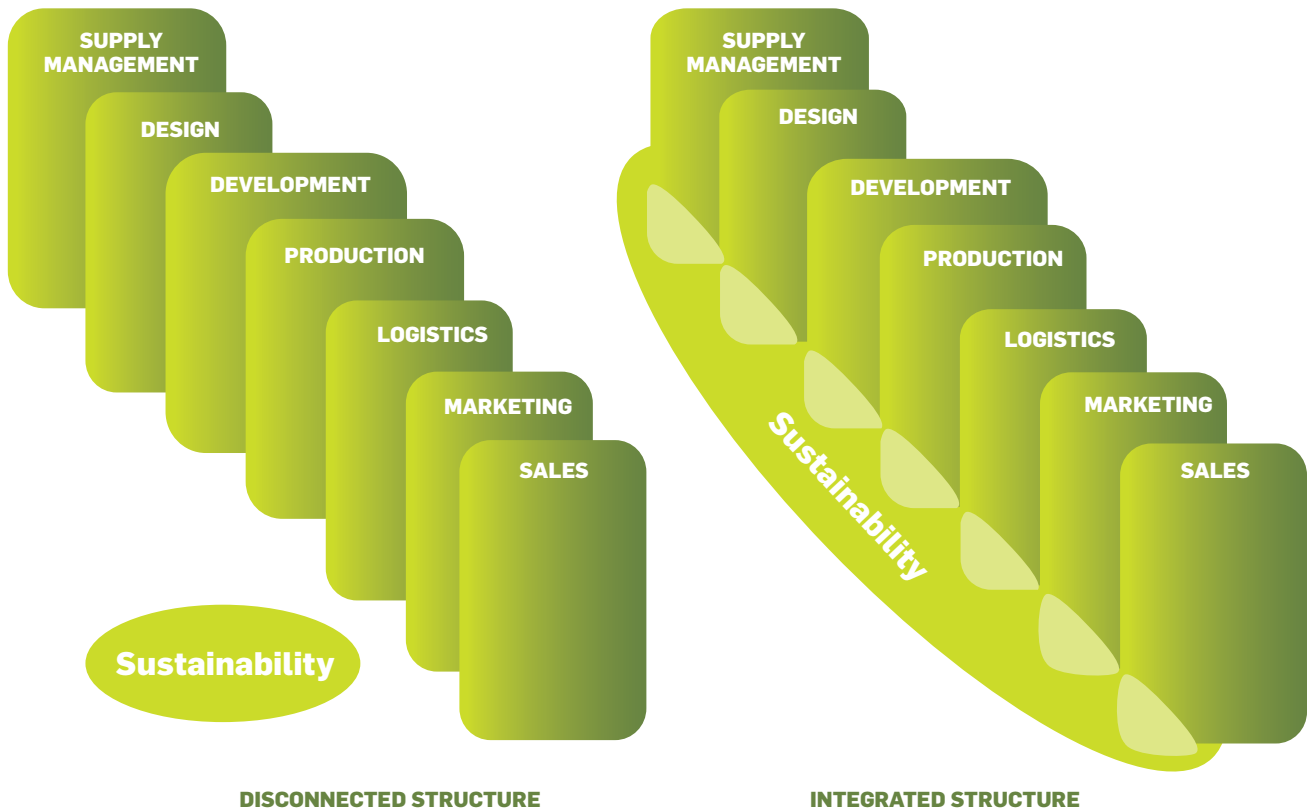 SUPPLY
MANAGEMENT
DESIGN
DEVELOPMENT
PRODUCTION
LOGISTICS
MARKETING
SALES
Sustainability
DISCONNECTED STRUCTURE
SUPPLY
MANAGEMENT
DESIGN
DEVELOPMENT
PRODUCTION
LOGISTICS
MARKETING
SALES
Sustainability
INTEGRATED STRUCTURE